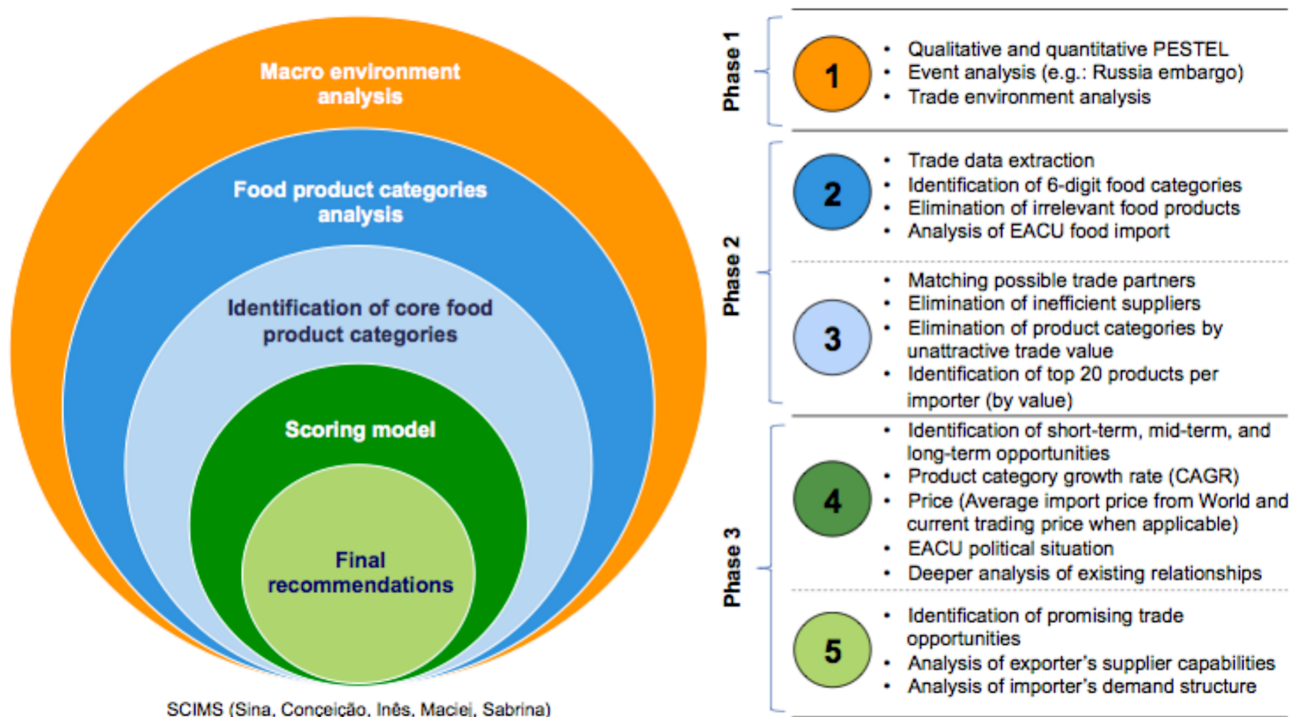 Macro environment
analysis
Food product categories
analysis
Identification of core food
product categories
Scoring model
Final
recommendations
SCIMS (Sina, Conçeição, Inês, Maciej, Sabrina)
Phase 1
1
• Qualitative and quantitative PESTEL
• Event analysis (e.g.: Russia embargo)
• Trade environment analysis
Phase 2
2
• Trade data extraction
• Identification of 6-digit food categories
• Elimination of irrelevant food products
• Analysis of EACU food import
3
• Matching possible trade partners
• Elimination of inefficient suppliers
• Elimination of product categories by
unattractive trade value
• Identification of top 20 products per
importer (by value)
Phase 3
4
• Identification of short-term, mid-term, and
long-term opportunities
• Product category growth rate (CAGR)
• Price (Average import price from World and
current trading price when applicable)
• EACU political situation
• Deeper analysis of existing relationships
5
• Identification of promising trade
opportunities
• Analysis of exporter’s supplier capabilities
• Analysis of importer’s demand structure